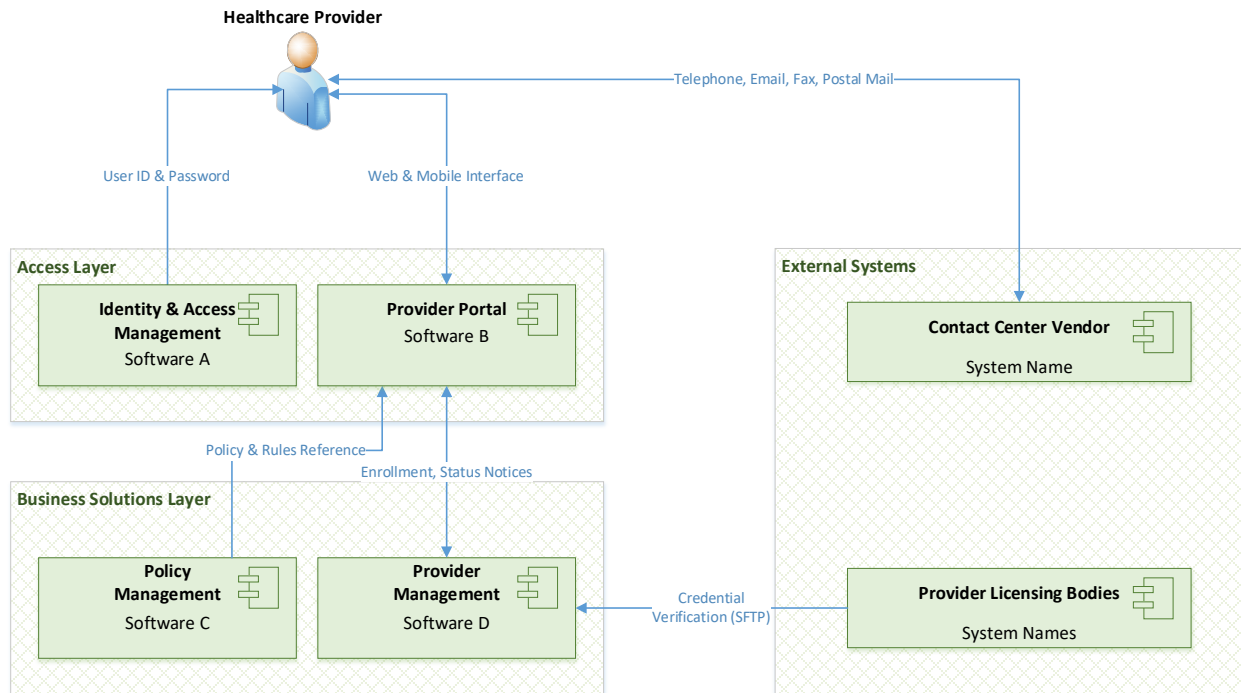 Healthcare Provider
Telephone, Email, Fax, Postal Mail
User ID & Password
Web & Mobile Interface
Access Layer
Identity & Access
Management
Software A
Provider Portal
Software B
External Systems
Contact Center Vendor
System Name
Policy & Rules Reference
Enrollment, Status Notices
Business Solutions Layer
Policy
Management
Software C
Provider
Management
Software D
Credential
Verification (SFTP)
Provider Licensing Bodies
System Names